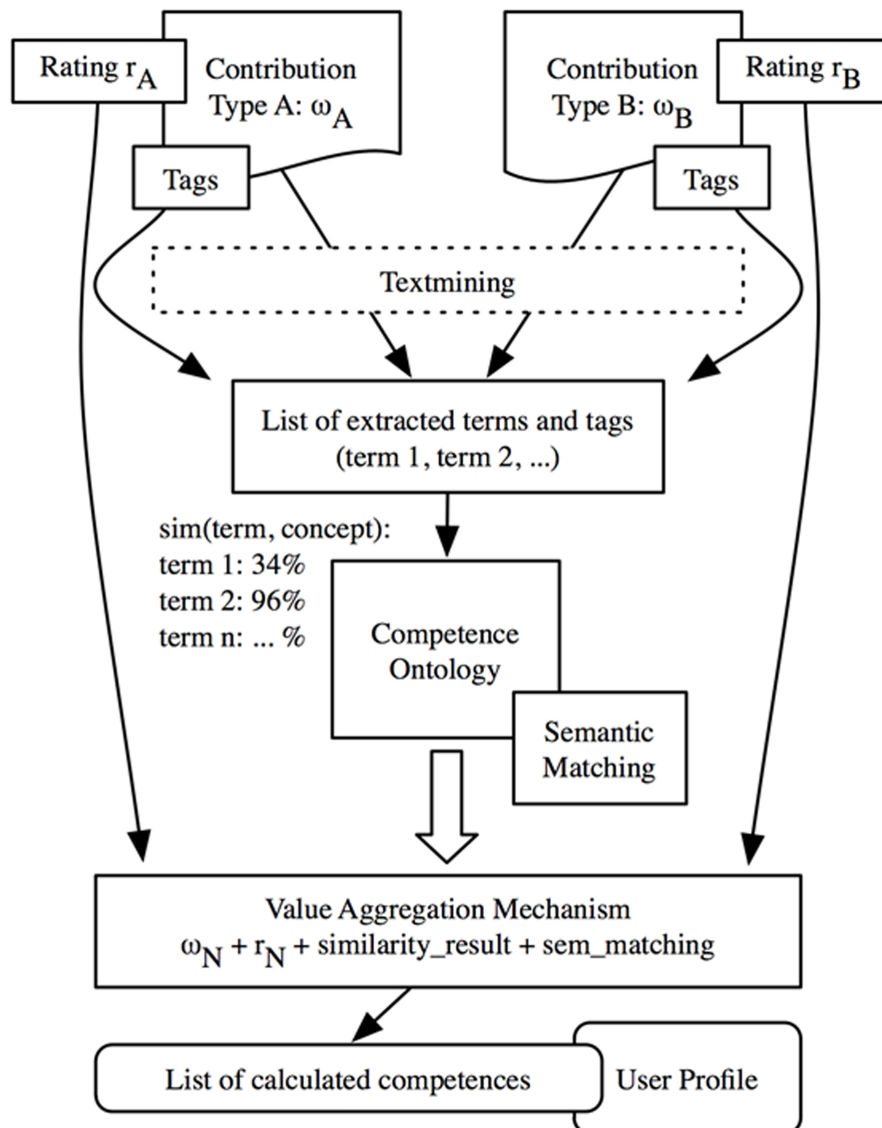 Rating r_A
Contribution
Type A: ω_A
Tags
Contribution
Type B: ω_B
Rating r_B
Tags
Textmining
List of extracted terms and tags
(term 1, term 2, ...)
sim(term, concept):
term 1: 34%
term 2: 96%
term n: ... %
Competence
Ontology
Semantic
Matching
Value Aggregation Mechanism
ω_N + r_N + similarity_result + sem_matching
List of calculated competences
User Profile